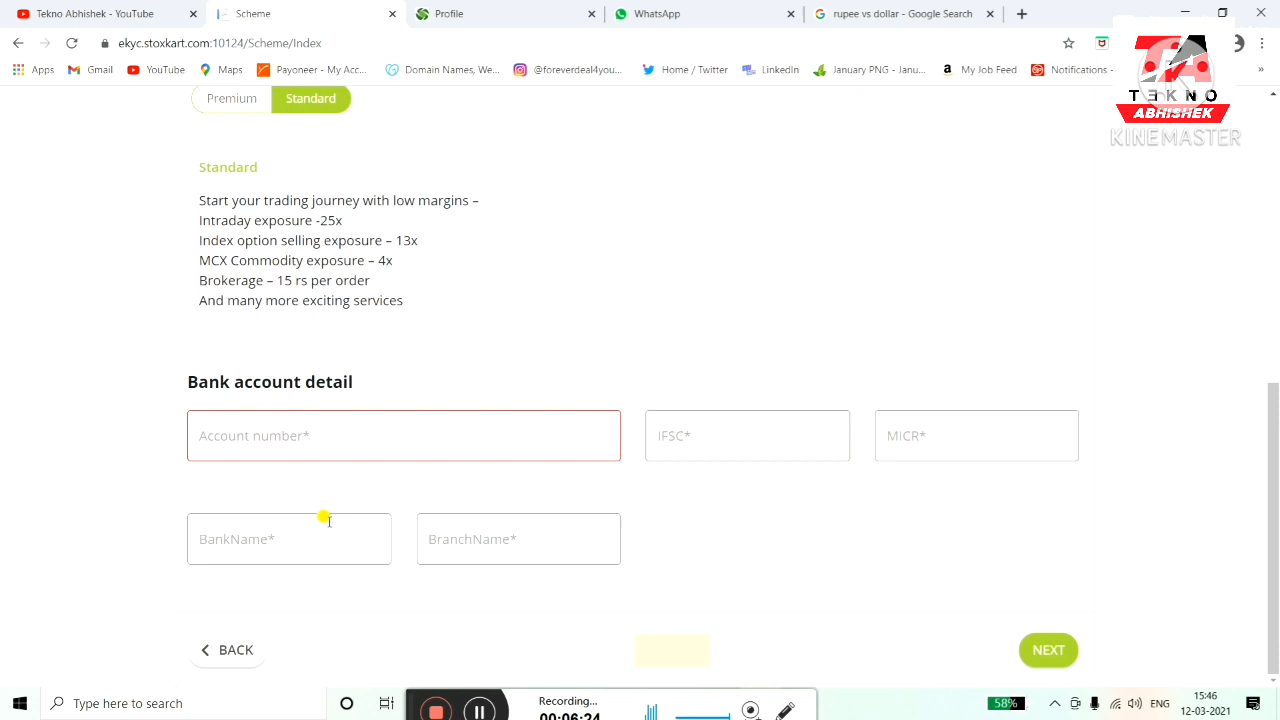 Tekno Abhishek - YouTube
Scheme
Profile
WhatsApp
rupee vs dollar - Google Search
ekyc.stoxkart.com:10124/Scheme/Index
Apps
Gmail
YouTube
Maps
Payoneer - My Acc...
Domain Names, We...
@foreverdeal4you...
Home / Twitter
LinkedIn
January PNG - Janu...
My Job Feed
Notifications -
TEKNO
ABHISHEK
KINEMASTER
Premium
Standard
Standard
Start your trading journey with low margins –
Intraday exposure -25x
Index option selling exposure – 13x
MCX Commodity exposure – 4x
Brokerage – 15 rs per order
And many more exciting services
Bank account detail
Account number*
IFSC*
MICR*
BankName*
BranchName*
BACK
NEXT
Type here to search
Recording...
00:06:24
58%
ENG
15:46
12-03-2021